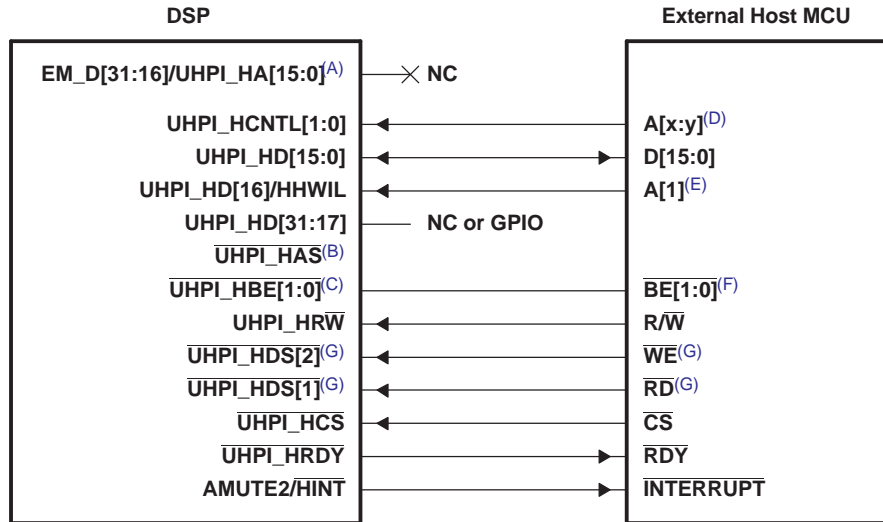 DSP External Host MCU
EM_D[31:16]/UHPI_HA[15:0](A) NC
UHPI_HCNTL[1:0] A[x:y](D)
UHPI_HD[15:0] D[15:0]
UHPI_HD[16]/HHWIL A[1](E)
UHPI_HD[31:17] NC or GPIO
UHPI_HAS(B)
UHPI_HBE[1:0](C) BE[1:0](F)
UHPI_HRW R/W
UHPI_HDS[2](G) WE(G)
UHPI_HDS[1](G) RD(G)
UHPI_HCS CS
UHPI_HRDY RDY
AMUTE2/HINT INTERRUPT